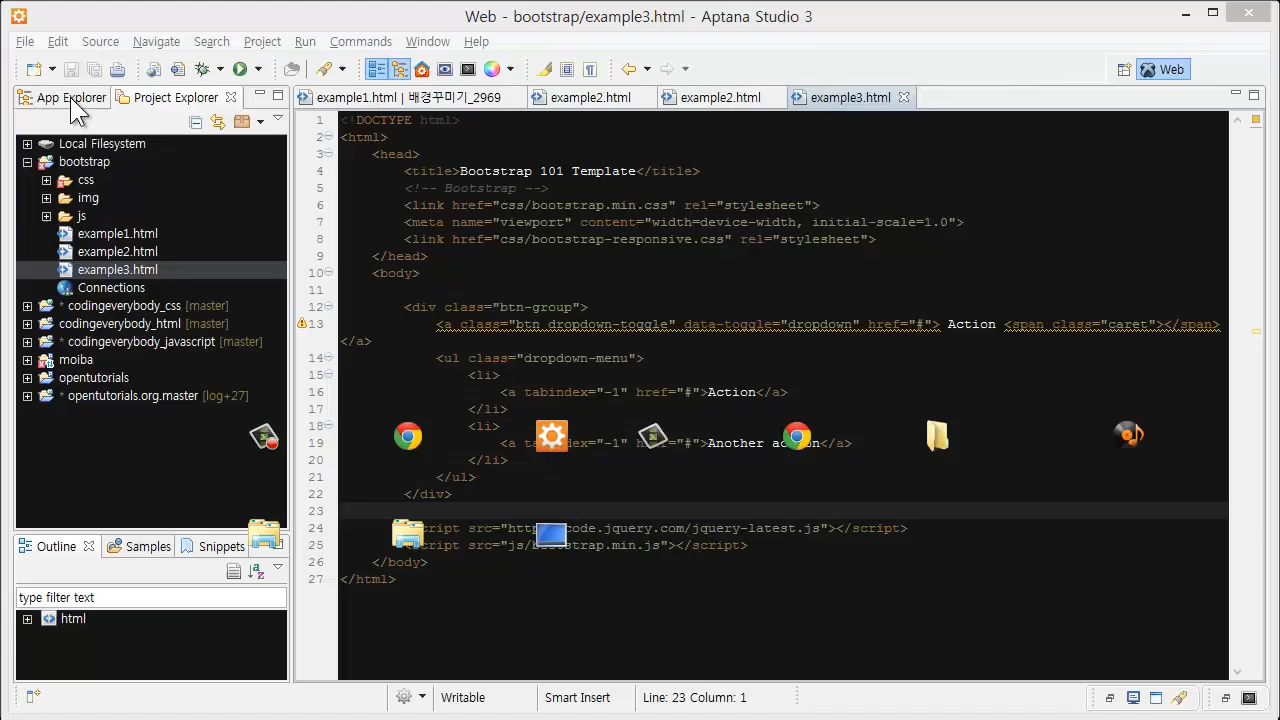 Web - bootstrap/example3.html - Aptana Studio 3
File Edit Source Navigate Search Project Run Commands Window Help
Web
App Explorer Project Explorer
example1.html | 배경꾸미기_2969 example2.html example2.html example3.html
Local Filesystem
bootstrap
css
img
js
example1.html
example2.html
example3.html
Connections
* codingeverybody_css [master]
codingeverybody_html [master]
* codingeverybody_javascript [master]
moiba
opentutorials
* opentutorials.org.master [log+27]
1 <!DOCTYPE html>
2 <html>
3 <head>
4 <title>Bootstrap 101 Template</title>
5 <!-- Bootstrap -->
6 <link href="css/bootstrap.min.css" rel="stylesheet">
7 <meta name="viewport" content="width=device-width, initial-scale=1.0">
8 <link href="css/bootstrap-responsive.css" rel="stylesheet">
9 </head>
10 <body>
11
12 <div class="btn-group">
13 <a class="btn dropdown-toggle" data-toggle="dropdown" href="#"> Action <span class="caret"></span>
</a>
14 <ul class="dropdown-menu">
15 <li>
16 <a tabindex="-1" href="#">Action</a>
17 </li>
18 <li>
19 <a href="#">Another </a>
20 </li>
21 </ul>
22 </div>
23
24 src= code.jquery.com/jquery-latest.js"></script>
25 .min.js"></script>
26 </body>
27 </html>
Outline Samples Snippets
type filter text
html
Writable Smart Insert Line: 23 Column: 1